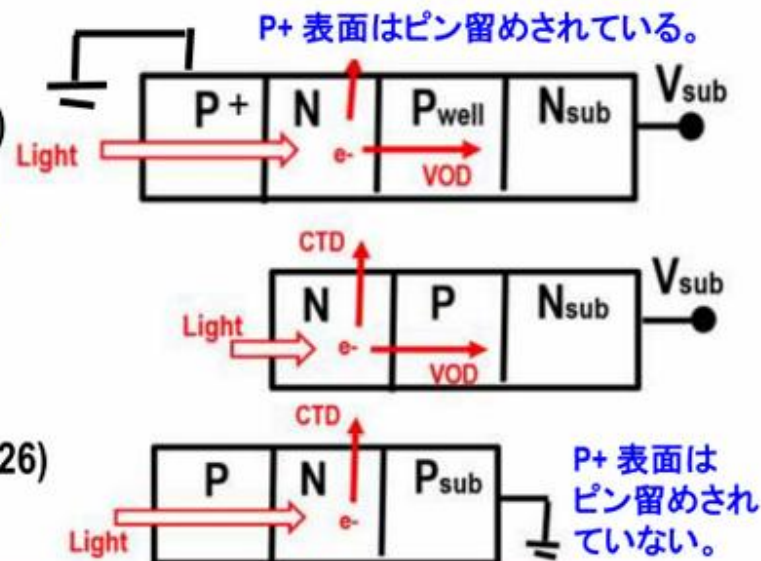 P+ 表面はピン留めされている。
P+ N Pwell Nsub Vsub
)
Light e- VOD
CTD
N P Nsub Vsub
Light e- VOD
CTD
26)
P N Psub
P+ 表面は
ピン留めされ
ていない。
Light e-